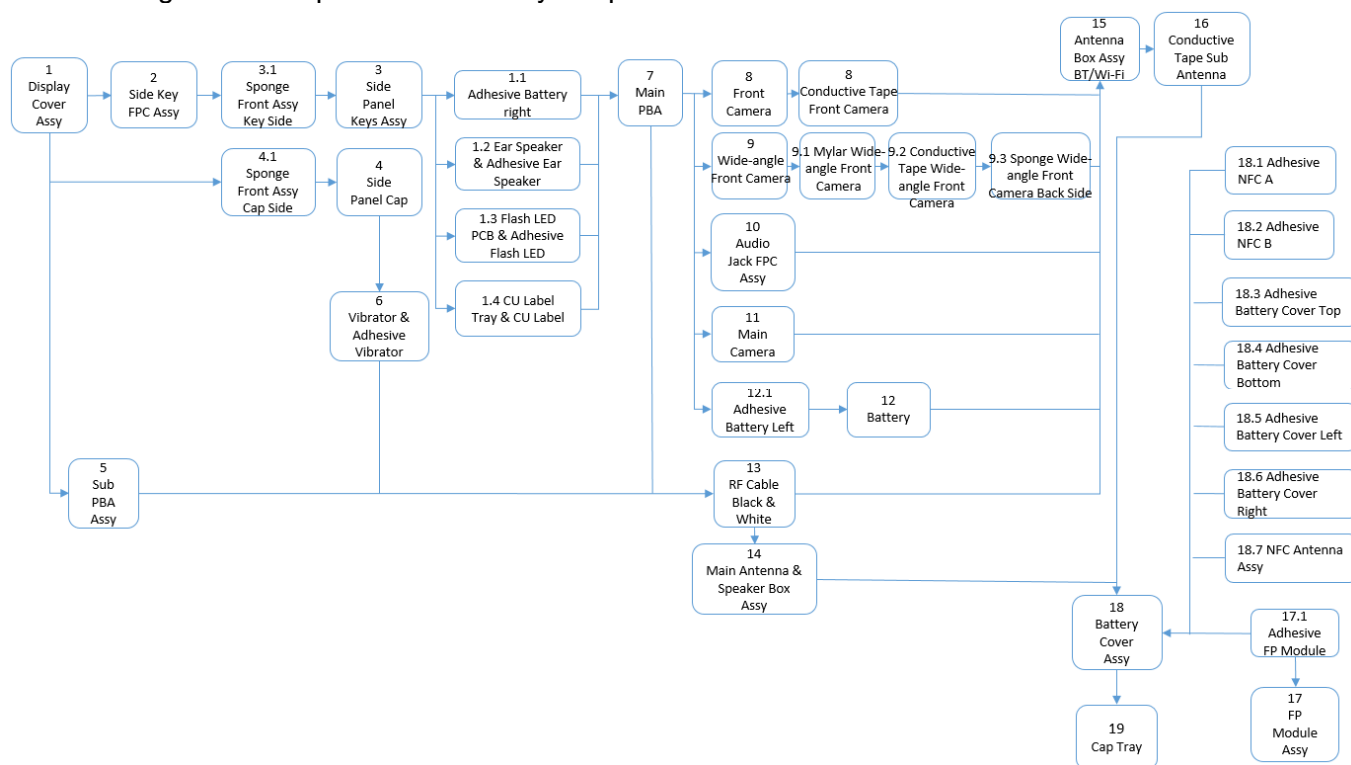 1
Display
Cover
Assy
2
Side Key
FPC Assy
3.1
Sponge
Front Assy
Key Side
3
Side
Panel
Keys Assy
1.1
Adhesive Battery
right
7
Main
PBA
8
Front
Camera
8
Conductive Tape
Front Camera
15
Antenna
Box Assy
BT/Wi-Fi
16
Conductive
Tape Sub
Antenna
4.1
Sponge
Front Assy
Cap Side
4
Side
Panel Cap
1.2 Ear Speaker
& Adhesive Ear
Speaker
9
Wide-angle
Front Camera
9.1 Mylar Wide-
angle Front
Camera
9.2 Conductive
Tape Wide-
angle Front
Camera
9.3 Sponge Wide-
angle Front
Camera Back Side
18.1 Adhesive
NFC A
1.3 Flash LED
PCB & Adhesive
Flash LED
10
Audio
Jack FPC
Assy
18.2 Adhesive
NFC B
6
Vibrator &
Adhesive
Vibrator
1.4 CU Label
Tray & CU Label
11
Main
Camera
18.3 Adhesive
Battery Cover Top
18.4 Adhesive
Battery Cover
Bottom
12.1
Adhesive
Battery Left
12
Battery
18.5 Adhesive
Battery Cover Left
5
Sub
PBA
Assy
13
RF Cable
Black &
White
18.6 Adhesive
Battery Cover
Right
14
Main Antenna &
Speaker Box
Assy
18.7 NFC Antenna
Assy
18
Battery
Cover
Assy
17.1
Adhesive
FP Module
19
Cap Tray
17
FP
Module
Assy